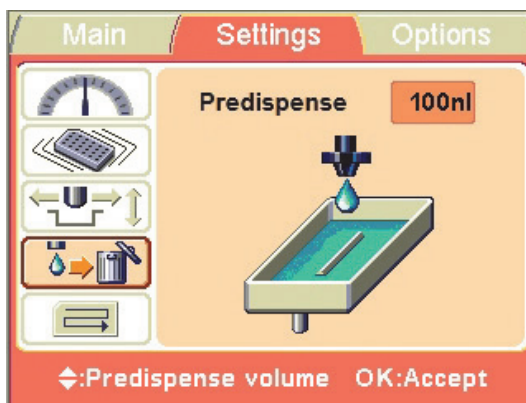 Main Settings Options
Predispense 100nl
:Predispense volume OK:Accept